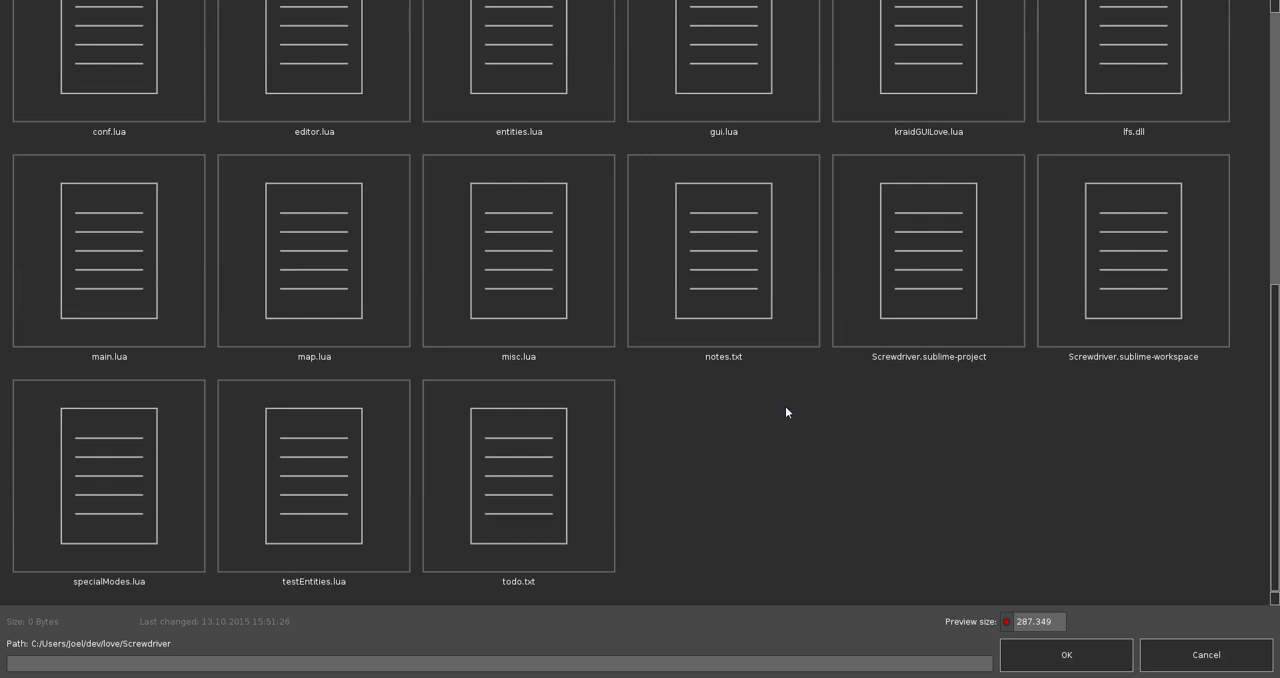 conf.lua editor.lua entities.lua gui.lua kraidGUILove.lua lfs.dll
main.lua map.lua misc.lua notes.txt Screwdriver.sublime-project Screwdriver.sublime-workspace
specialModes.lua testEntities.lua todo.txt
Size: 0 Bytes Last changed: 13.10.2015 15:51:26 Preview size: 287.349
Path: C:/Users/Joel/dev/love/Screwdriver
OK Cancel